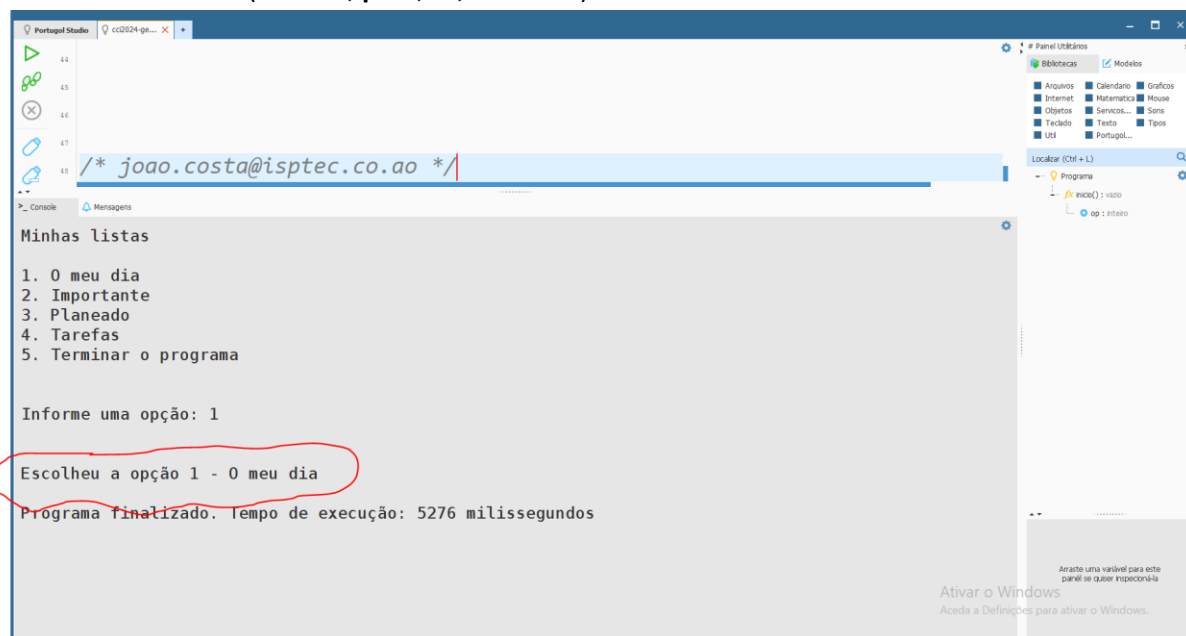 Portugol Studio
cci2024-ge...
44
45
46
47
48 /* joao.costa@isptec.co.ao */
>_ Console Mensagens
Minhas listas
1. O meu dia
2. Importante
3. Planeado
4. Tarefas
5. Terminar o programa
Informe uma opção: 1
Escolheu a opção 1 - O meu dia
Programa finalizado. Tempo de execução: 5276 milissegundos
# Painel Utilitários
Bibliotecas Modelos
Arquivos Calendario Graficos
Internet Matematica Mouse
Objetos Servicos... Sons
Teclado Texto Tipos
Util Portugol...
Localizar (Ctrl + L)
Programa
fx inicio() : vazio
op : inteiro
Arraste uma variável para este
painel se quiser inspecioná-la
Ativar o Windows
Aceda a Definições para ativar o Windows.